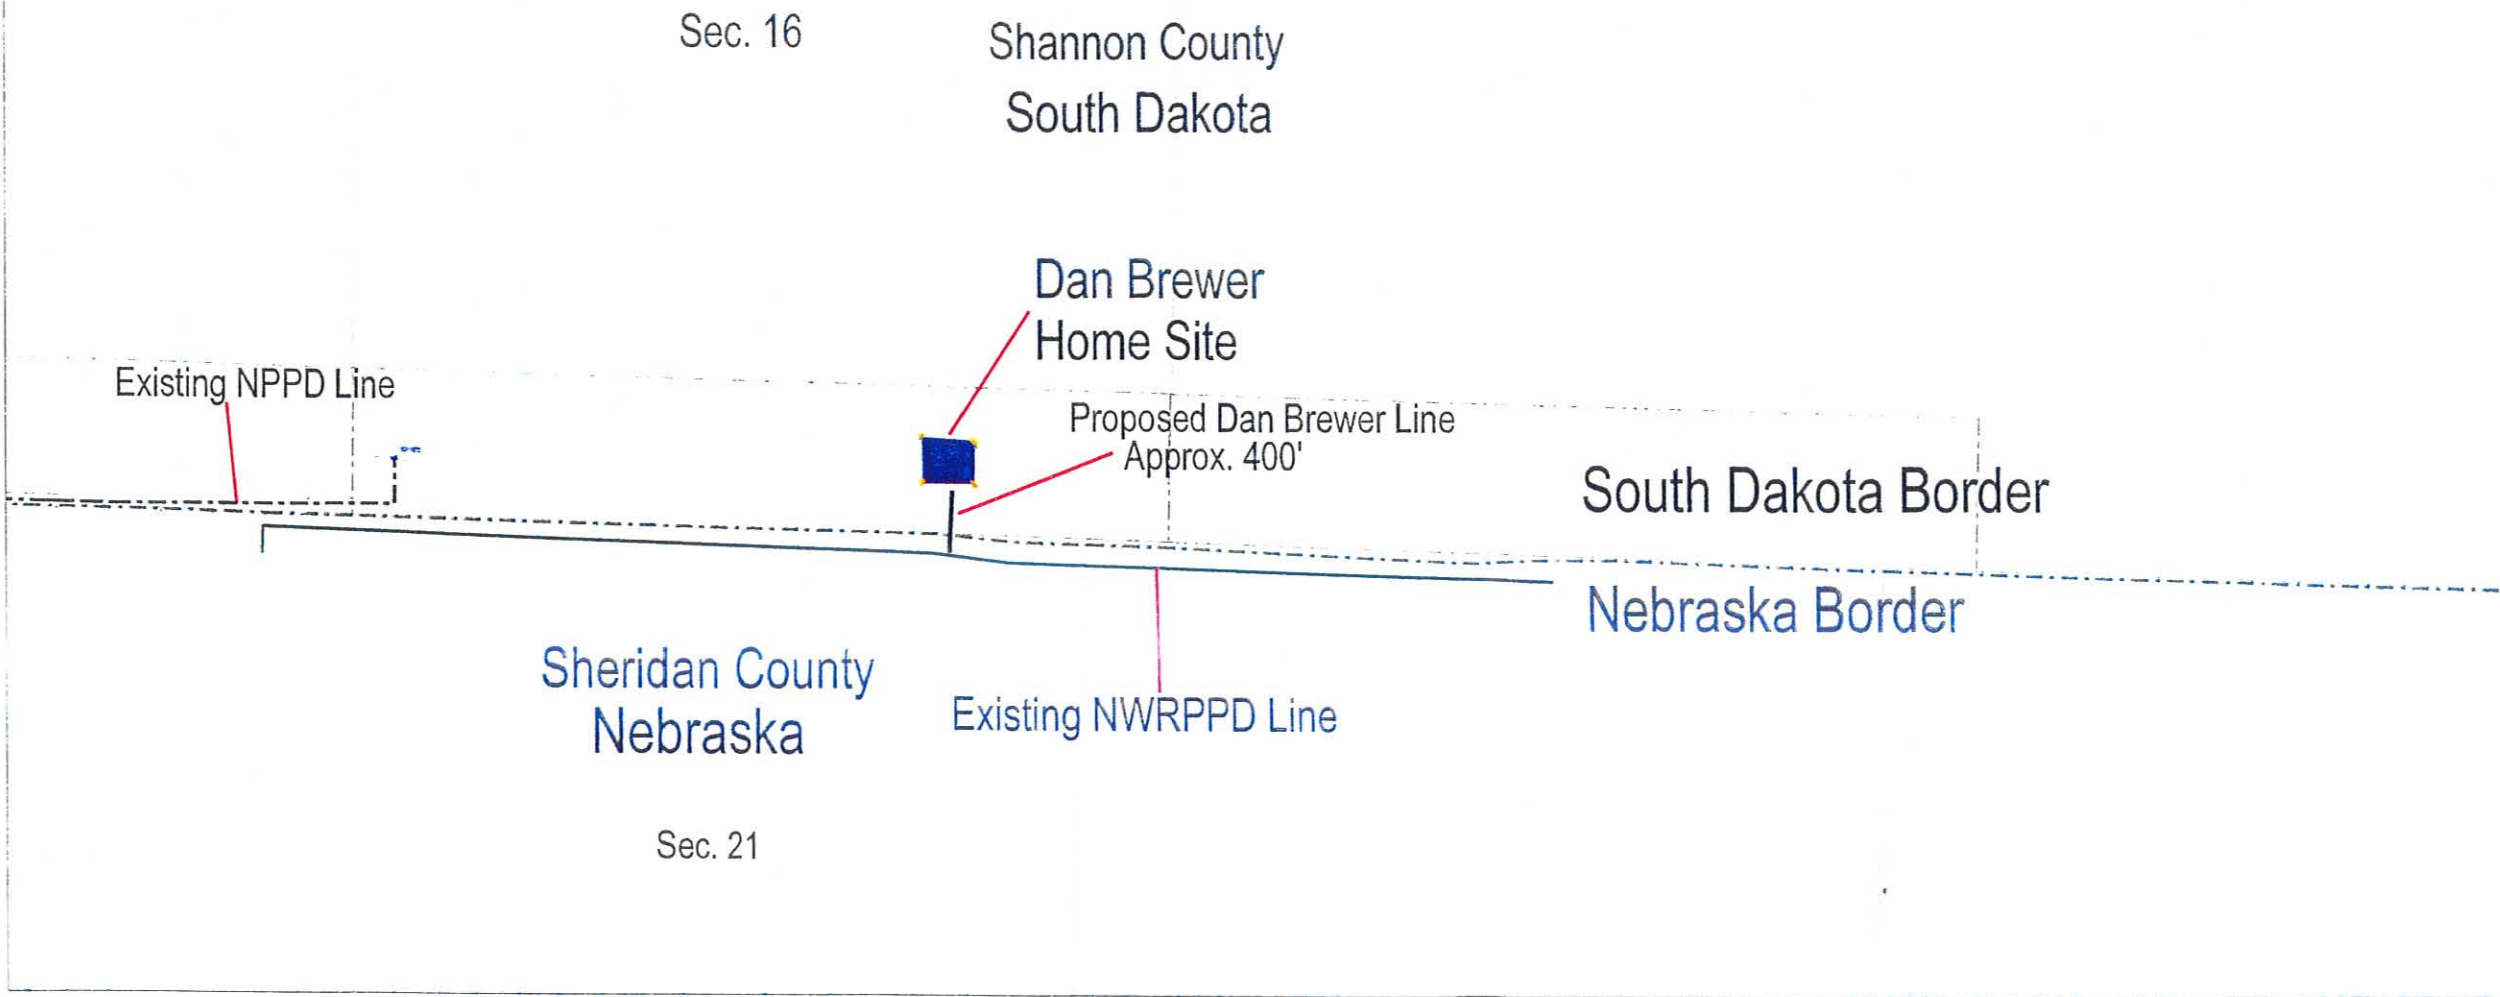 Sec. 16
Shannon County
South Dakota
Dan Brewer
Home Site
Existing NPPD Line
Proposed Dan Brewer Line
Approx. 400'
South Dakota Border
Nebraska Border
Sheridan County
Nebraska
Existing NWRPPD Line
Sec. 21